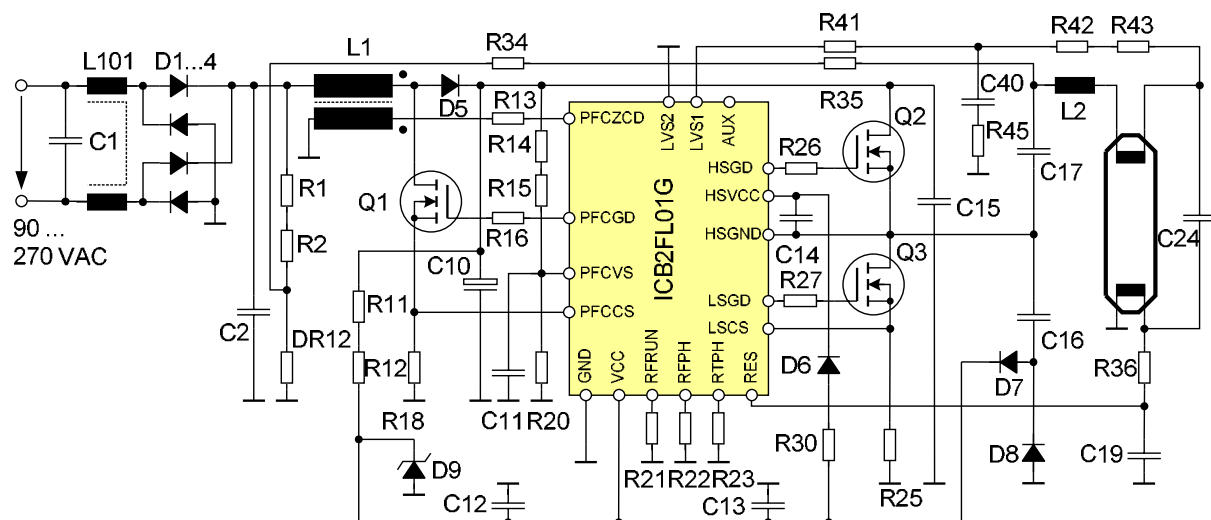 R41
R42
R43
R34
L1
L101
D1...4
C40
D5
R13
R35
Q2
L2
C1
PFCZCD
LVS2
LVS1
AUX
R14
R45
R26
HSGD
C17
R1
Q1
R15
HSVCC
PFCGD
ICB2FL01G
C15
90 ...
270 VAC
R2
R16
HSGND
C14
C24
C10
PFCVS
R27
Q3
R11
LSGD
PFCCS
LSCS
C2
DR12
R12
C16
D6
D7
R36
GND
VCC
RFRUN
RFPH
RTPH
RES
R18
C11
R20
R30
D8
C19
D9
R21
R22
R23
R25
C12
C13